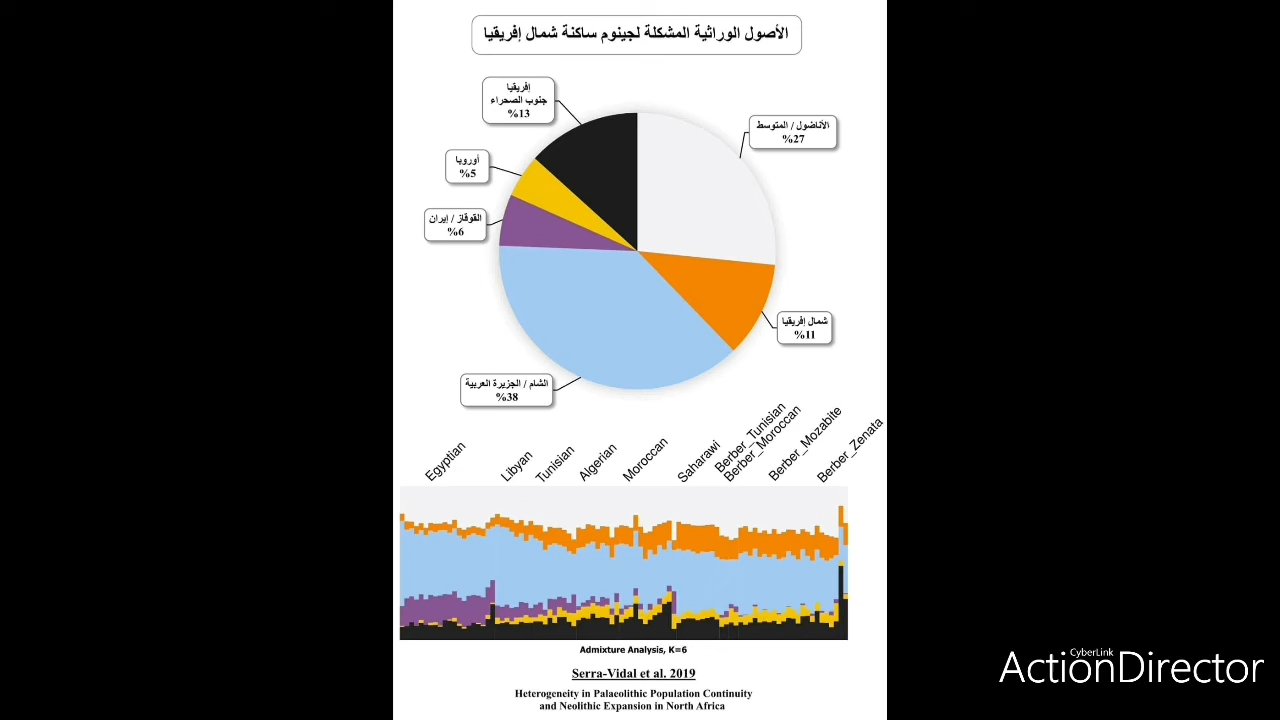 الأصول الوراثية المشكلة لجينوم ساكنة شمال إفريقيا
إفريقيا
جنوب الصحراء
%13
الأناضول / المتوسط
%27
أوروبا
%5
القوقاز / إيران
%6
شمال إفريقيا
%11
الشام / الجزيرة العربية
%38
Egyptian
Libyan
Tunisian
Algerian
Moroccan
Saharawi
Berber_Tunisian
Berber_Moroccan
Berber_Mozabite
Berber_Zenata
Admixture Analysis, K=6
Serra-Vidal et al. 2019
Heterogeneity in Palaeolithic Population Continuity
and Neolithic Expansion in North Africa
CyberLink
ActionDirector